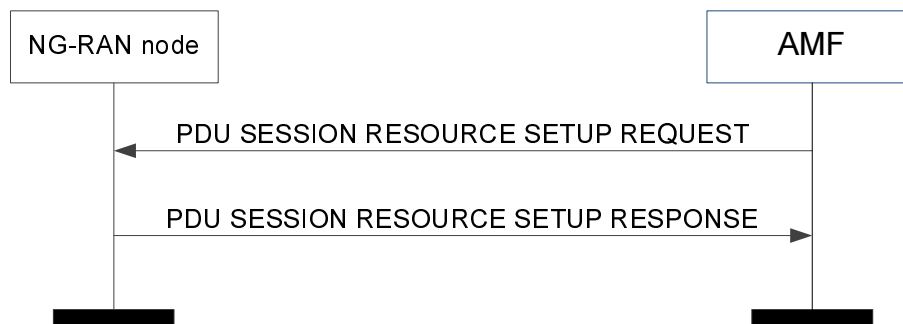 NG-RAN node
AMF
PDU SESSION RESOURCE SETUP REQUEST
PDU SESSION RESOURCE SETUP RESPONSE